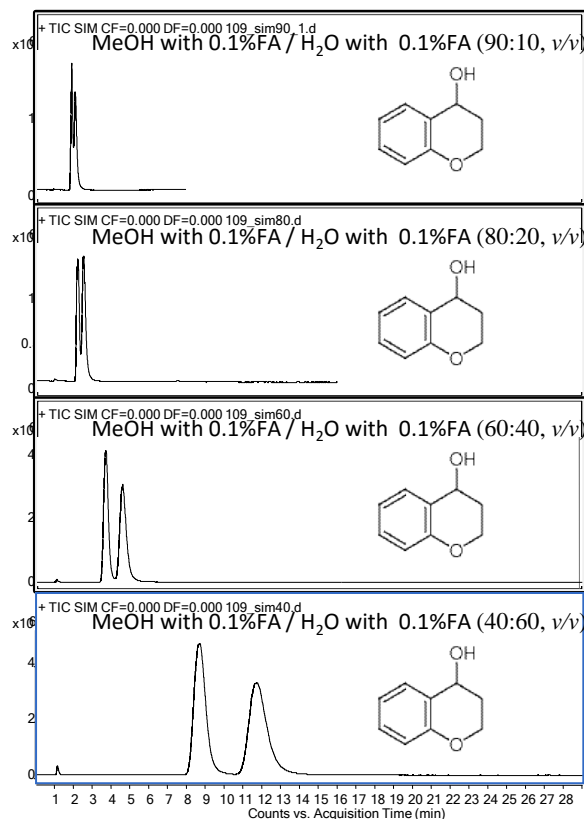 + TIC SIM CF=0.000 DF=0.000 109_sim90_1.d
x10
MeOH with 0.1%FA / H2O with 0.1%FA (90:10, v/v)
OH
1
O
0
+ TIC SIM CF=0.000 DF=0.000 109_sim80.d
x10
MeOH with 0.1%FA / H2O with 0.1%FA (80:20, v/v)
OH
1
0.
O
0
+ TIC SIM CF=0.000 DF=0.000 109_sim60.d
x10
MeOH with 0.1%FA / H2O with 0.1%FA (60:40, v/v)
4
OH
2
O
0
+ TIC SIM CF=0.000 DF=0.000 109_sim40.d
x10
MeOH with 0.1%FA / H2O with 0.1%FA (40:60, v/v)
OH
4
2
O
0
1 2 3 4 5 6 7 8 9 10 11 12 13 14 15 16 17 18 19 20 21 22 23 24 25 26 27 28
Counts vs. Acquisition Time (min)